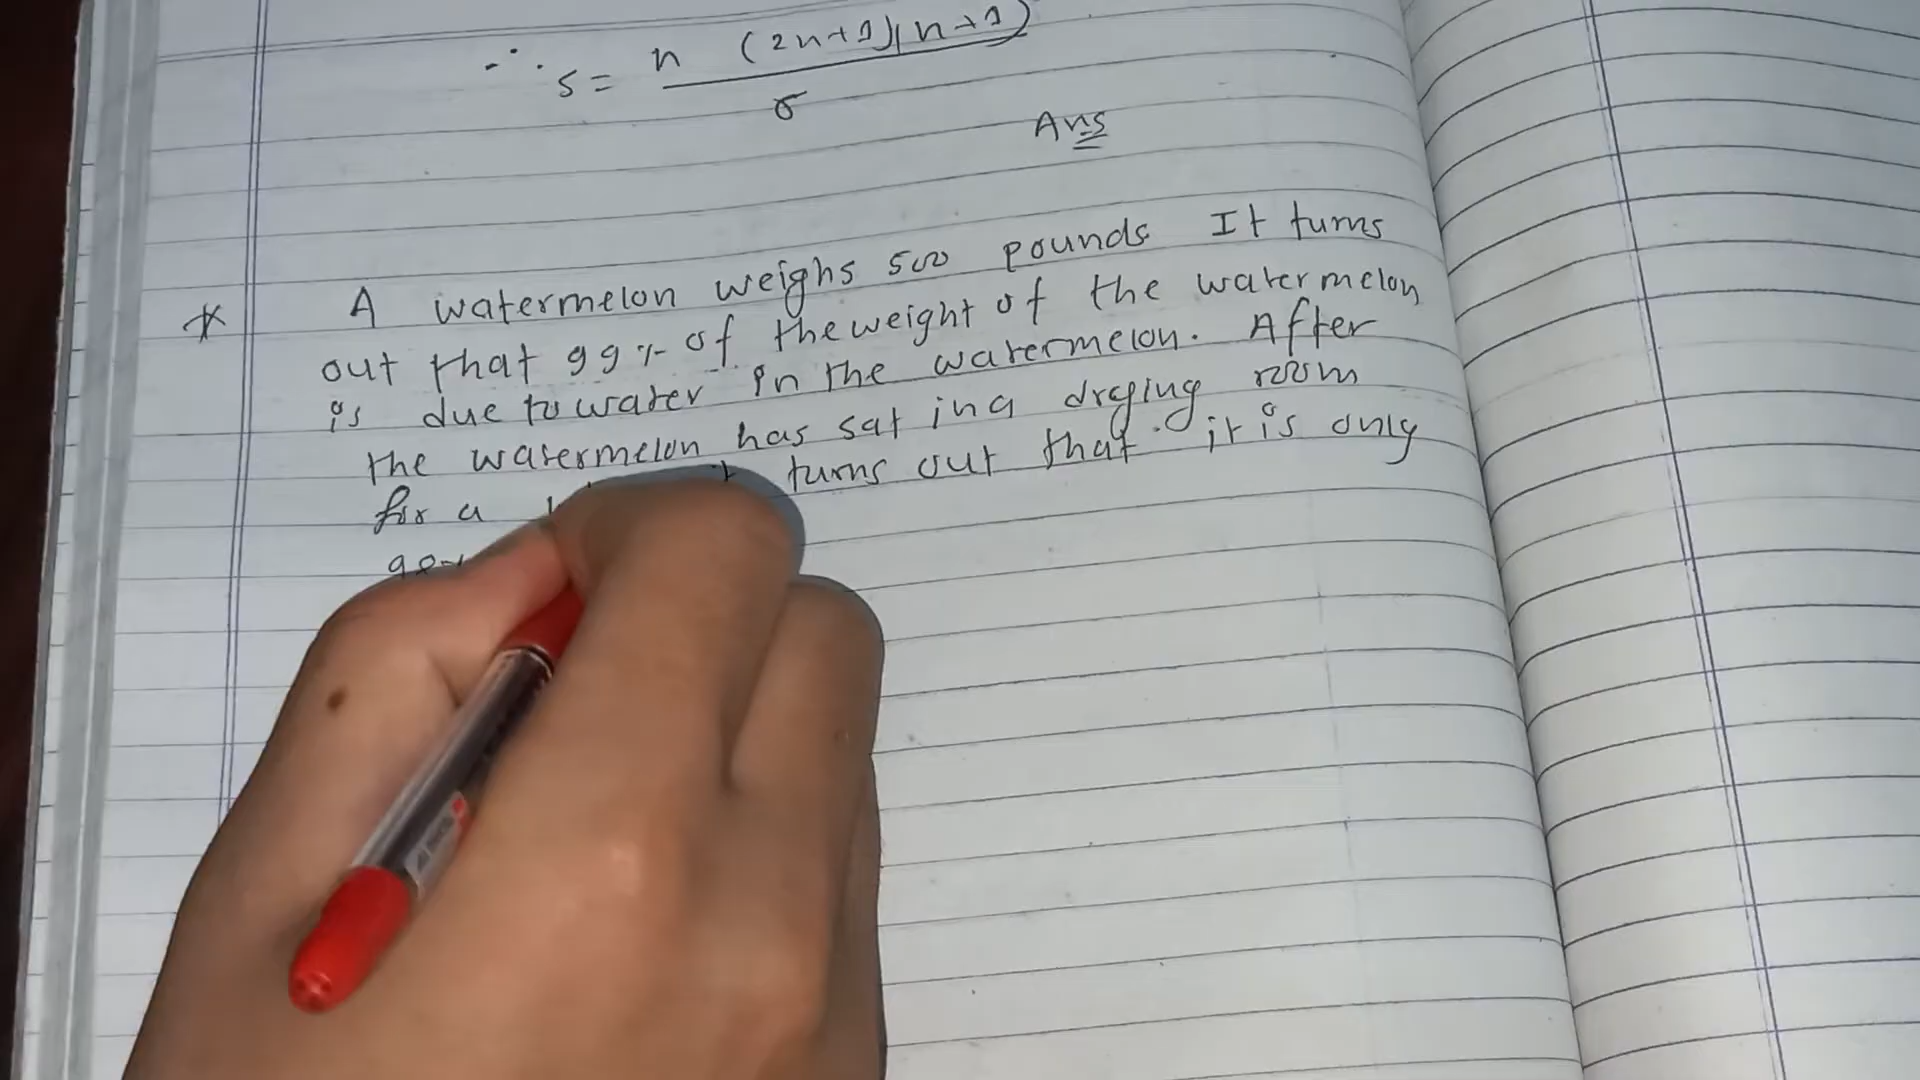 ∴ s = n (2n+1)(n+1)
6
Ans
* A watermelon weighs 500 pounds It turns
out that 99% of the weight of the watermelon
is due to water in the watermelon. After
the watermelon has sat in a drying room
for a turns out that it is only
98%